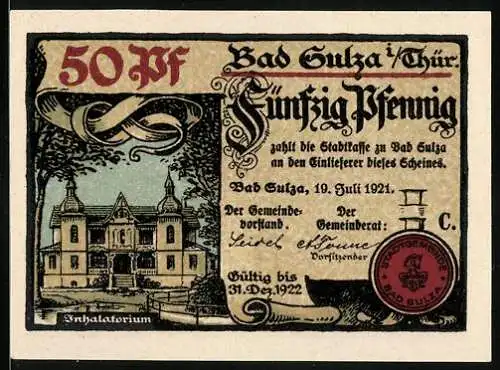 50 Pf
Bad Sulza i/Thür.
Fünfzig Pfennig
zahlt die Stadtkasse zu Bad Sulza
an den Einlieferer dieses Scheines.
Bad Sulza, 19. Juli 1921.
Der Gemeinde-
vorstand.
Der
Gemeinderat:
C.
Seidel
Vorsitzender
Gültig bis
31. Dez. 1922
STADTGEMEINDE
BAD SULZA
Inhalatorium